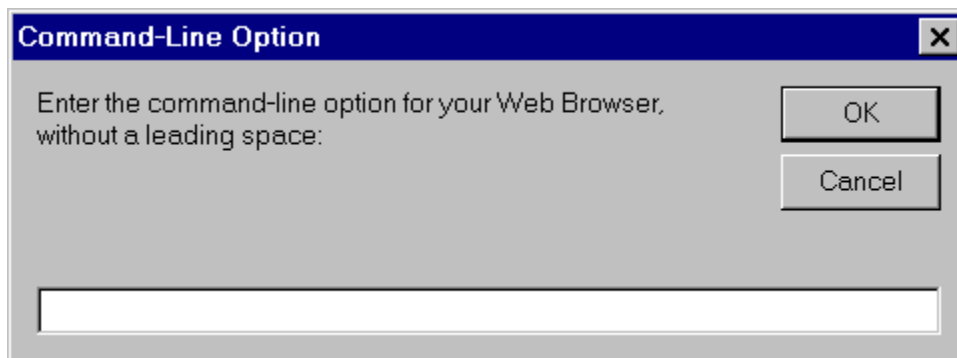 Command-Line Option
Enter the command-line option for your Web Browser,
without a leading space:
OK
Cancel